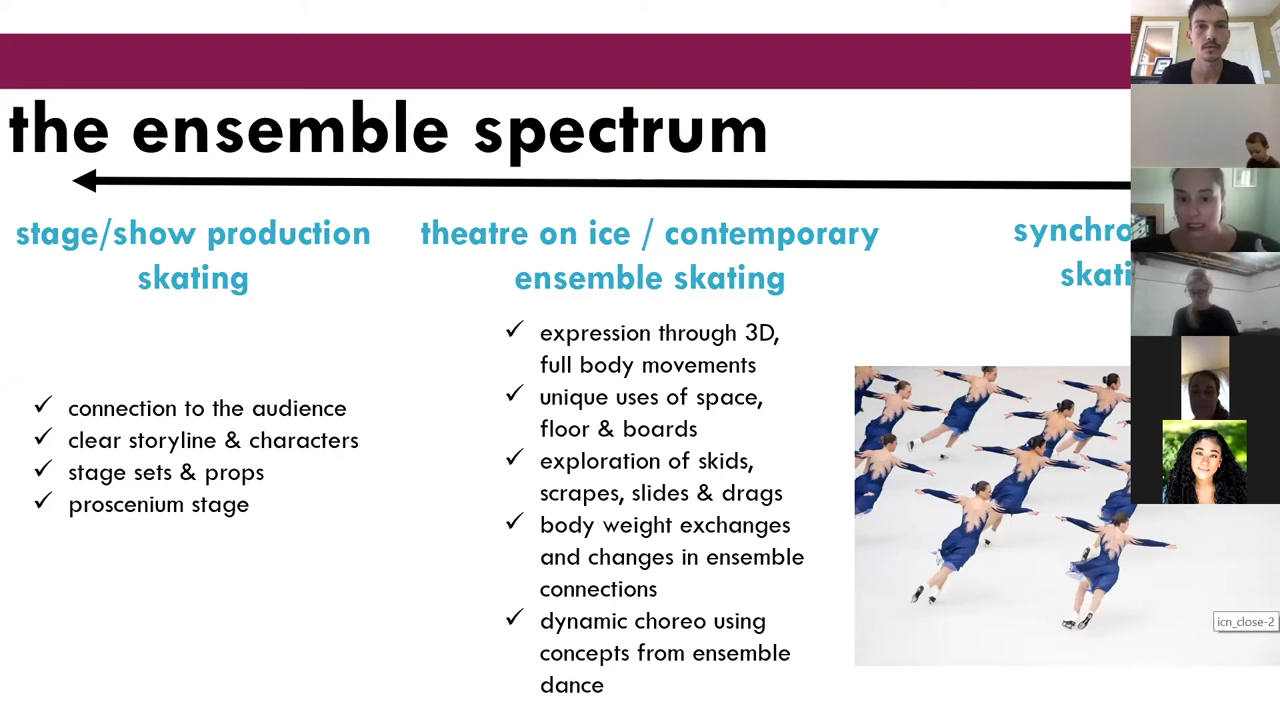 the ensemble spectrum
stage/show production
skating
✓ connection to the audience
✓ clear storyline & characters
✓ stage sets & props
✓ proscenium stage
theatre on ice / contemporary
ensemble skating
✓ expression through 3D,
full body movements
✓ unique uses of space,
floor & boards
✓ exploration of skids,
scrapes, slides & drags
✓ body weight exchanges
and changes in ensemble
connections
✓ dynamic choreo using
concepts from ensemble
dance
synchro
skati
icn_close-2